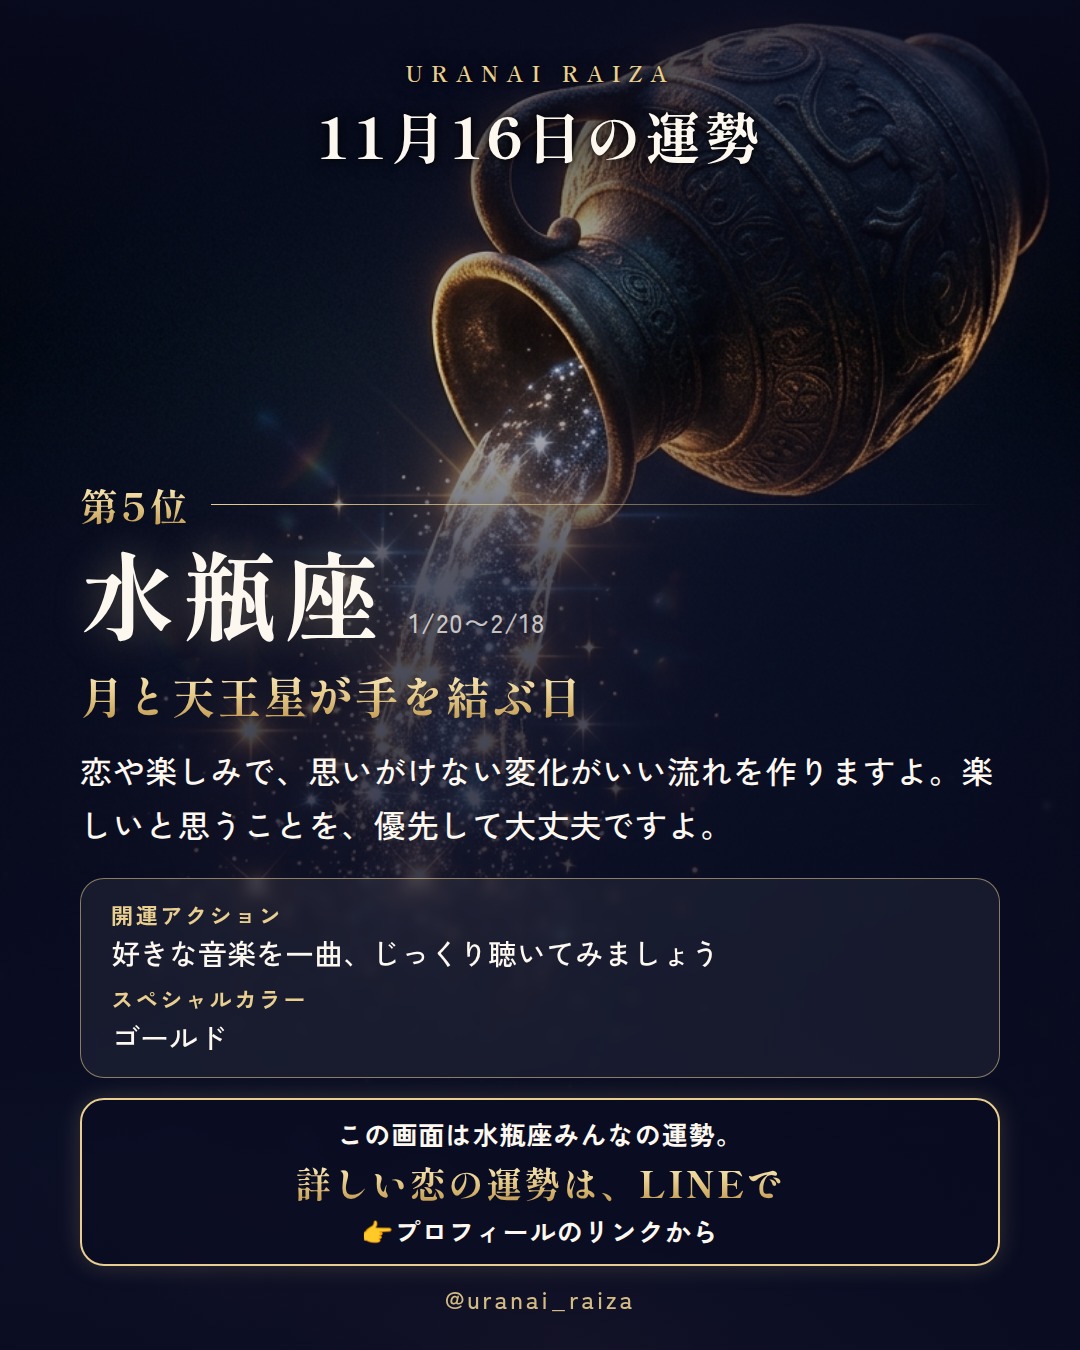 URANAI RAIZA
11月16日の運勢
第5位
水瓶座 1/20〜2/18
月と天王星が手を結ぶ日
恋や楽しみで、思いがけない変化がいい流れを作りますよ。楽
しいと思うことを、優先して大丈夫ですよ。
開運アクション
好きな音楽を一曲、じっくり聴いてみましょう
スペシャルカラー
ゴールド
この画面は水瓶座みんなの運勢。
詳しい恋の運勢は、LINEで
👉プロフィールのリンクから
@uranai_raiza